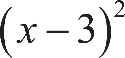 (x − 3)²